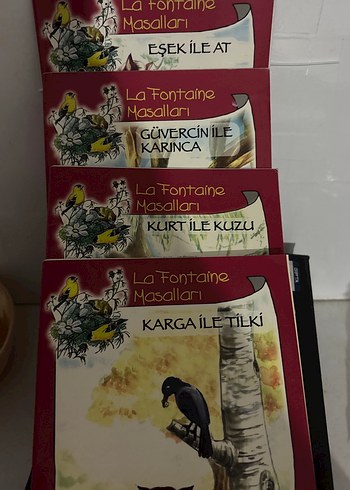 La Fontaine
Masalları
EŞEK İLE AT
La Fontaine
Masalları
GÜVERCİN İLE
KARINCA
La Fontaine
Masalları
KURT İLE KUZU
La Fontaine
Masalları
KARGA İLE TİLKİ